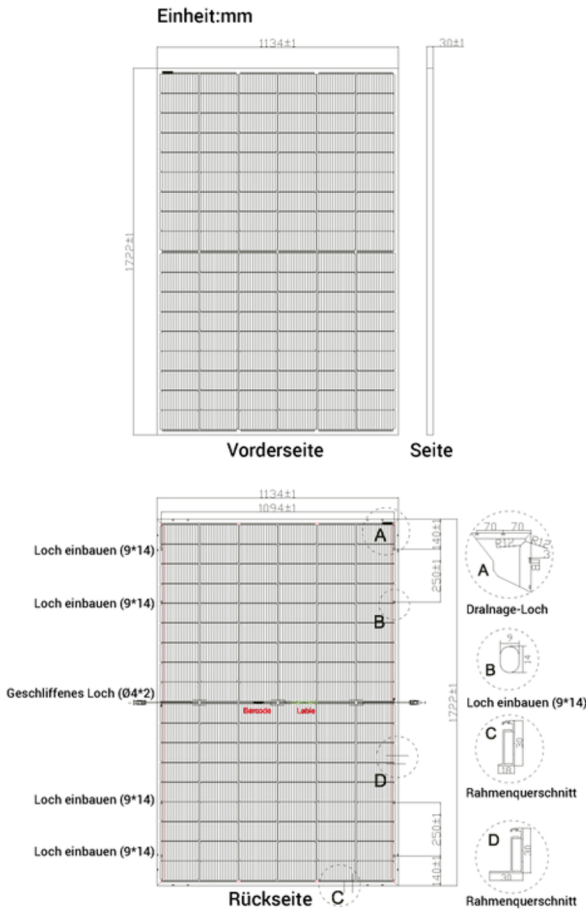 Einheit:mm
1134±1
30±1
1722±1
Vorderseite
Seite
1134±1
1094±1
A
140±1
Loch einbauen (9*14)
250±1
Loch einbauen (9*14)
B
Geschliffenes Loch (Ø4*2)
Barcode
Lable
1722±1
D
Loch einbauen (9*14)
250±1
Loch einbauen (9*14)
140±1
Rückseite
C
70
70
R12
A
Dralnage-Loch
9
14
B
Loch einbauen (9*14)
C
30
18
Rahmenquerschnitt
D
30
30
Rahmenquerschnitt